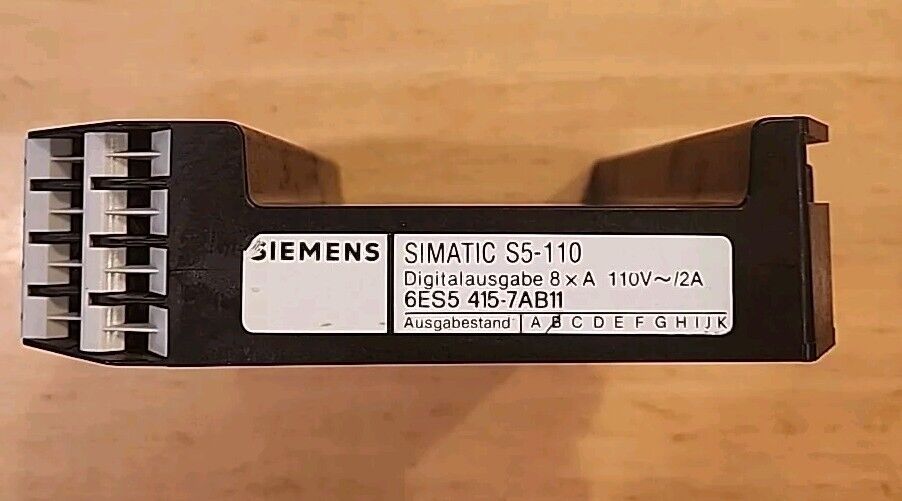 SIEMENS
SIMATIC S5-110
Digitalausgabe 8 x A 110V~/2A
6ES5 415-7AB11
Ausgabestand A B C D E F G H I J K